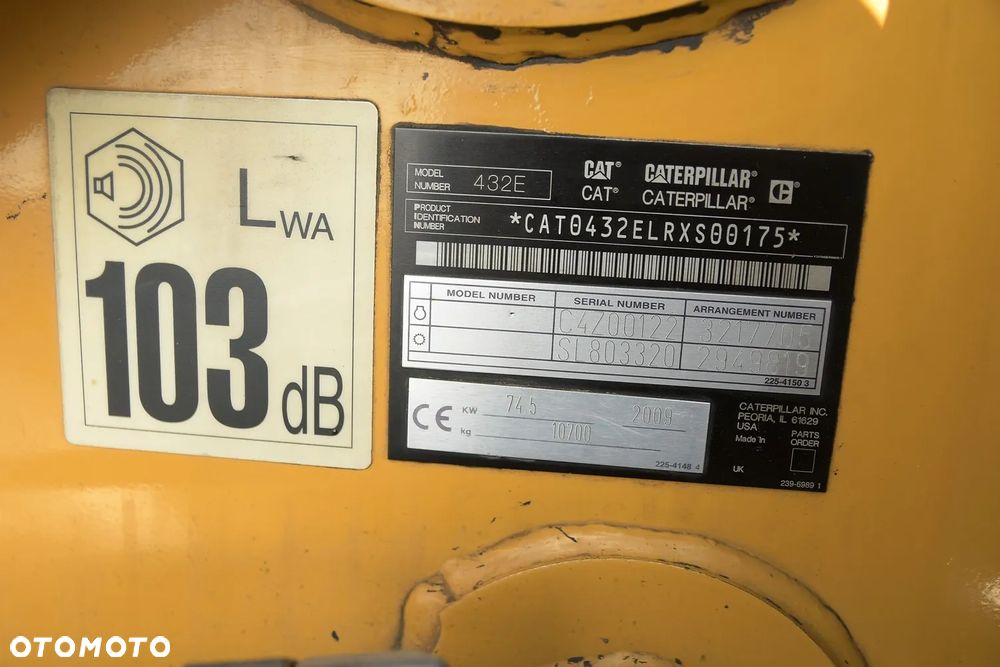 LWA
103
dB
MODEL NUMBER 432E
CAT® CATERPILLAR® C®
CAT® CATERPILLAR®
PRODUCT IDENTIFICATION NUMBER *CAT0432ELRXS00175*
MODEL NUMBER SERIAL NUMBER ARRANGEMENT NUMBER
C4Z00122 3217706
SL803320 2949819
225-4150 3
CE KW 74.5 2009
kg 10700
225-4148 4
CATERPILLAR INC.
PEORIA, IL 61629
USA
Made In
UK
PARTS ORDER
239-6989 1
OTOMOTO